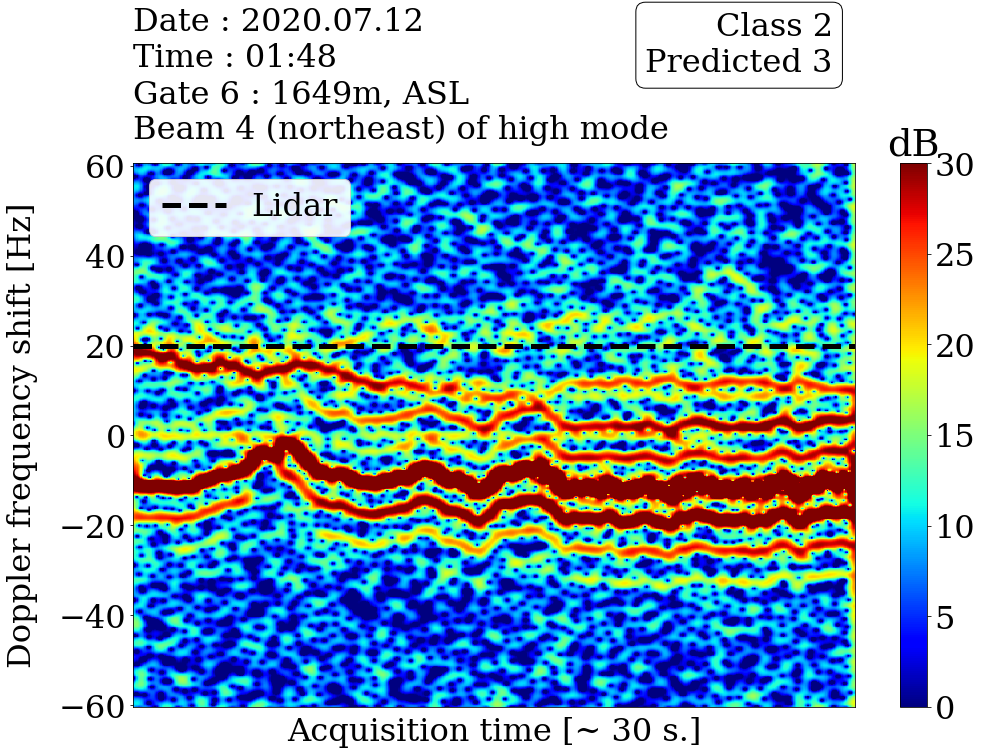 Date : 2020.07.12
Time : 01:48
Gate 6 : 1649m, ASL
Beam 4 (northeast) of high mode
Class 2
Predicted 3
dB
Lidar
Doppler frequency shift [Hz]
60
40
20
0
−20
−40
−60
30
25
20
15
10
5
0
Acquisition time [~ 30 s.]